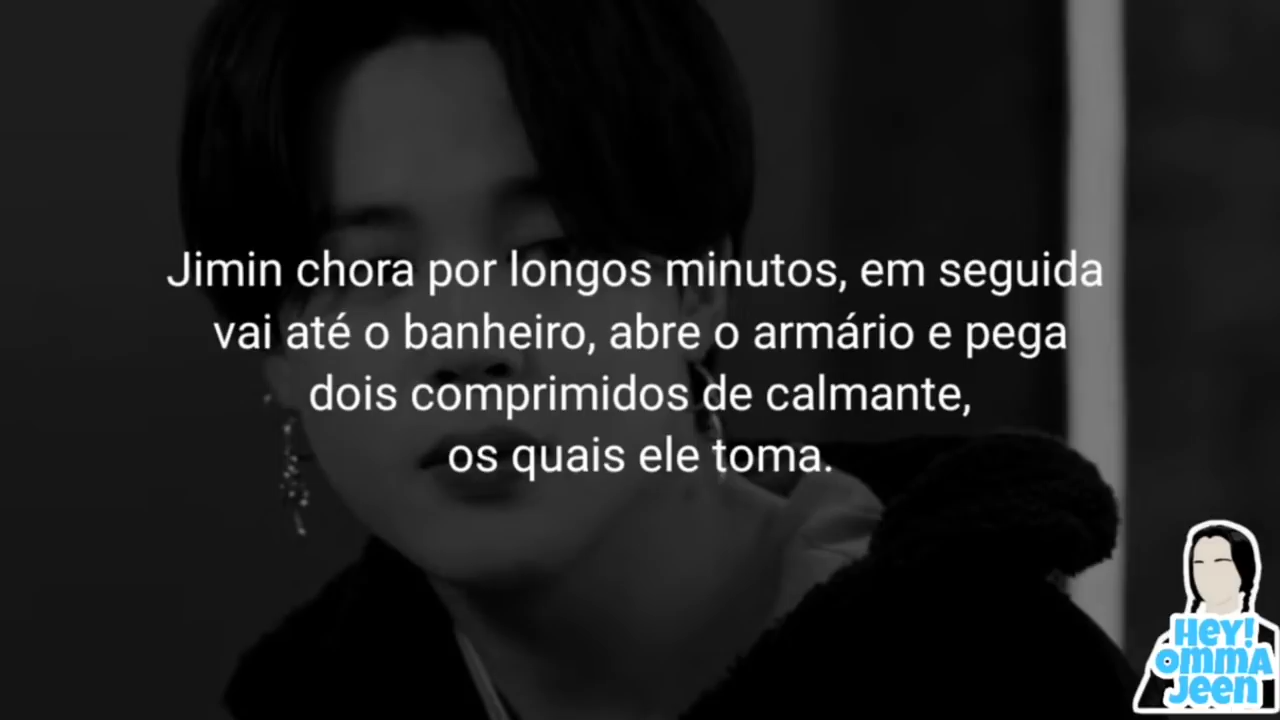 Jimin chora por longos minutos, em seguida
vai até o banheiro, abre o armário e pega
dois comprimidos de calmante,
os quais ele toma.
HEY!
OMMA
JEEN